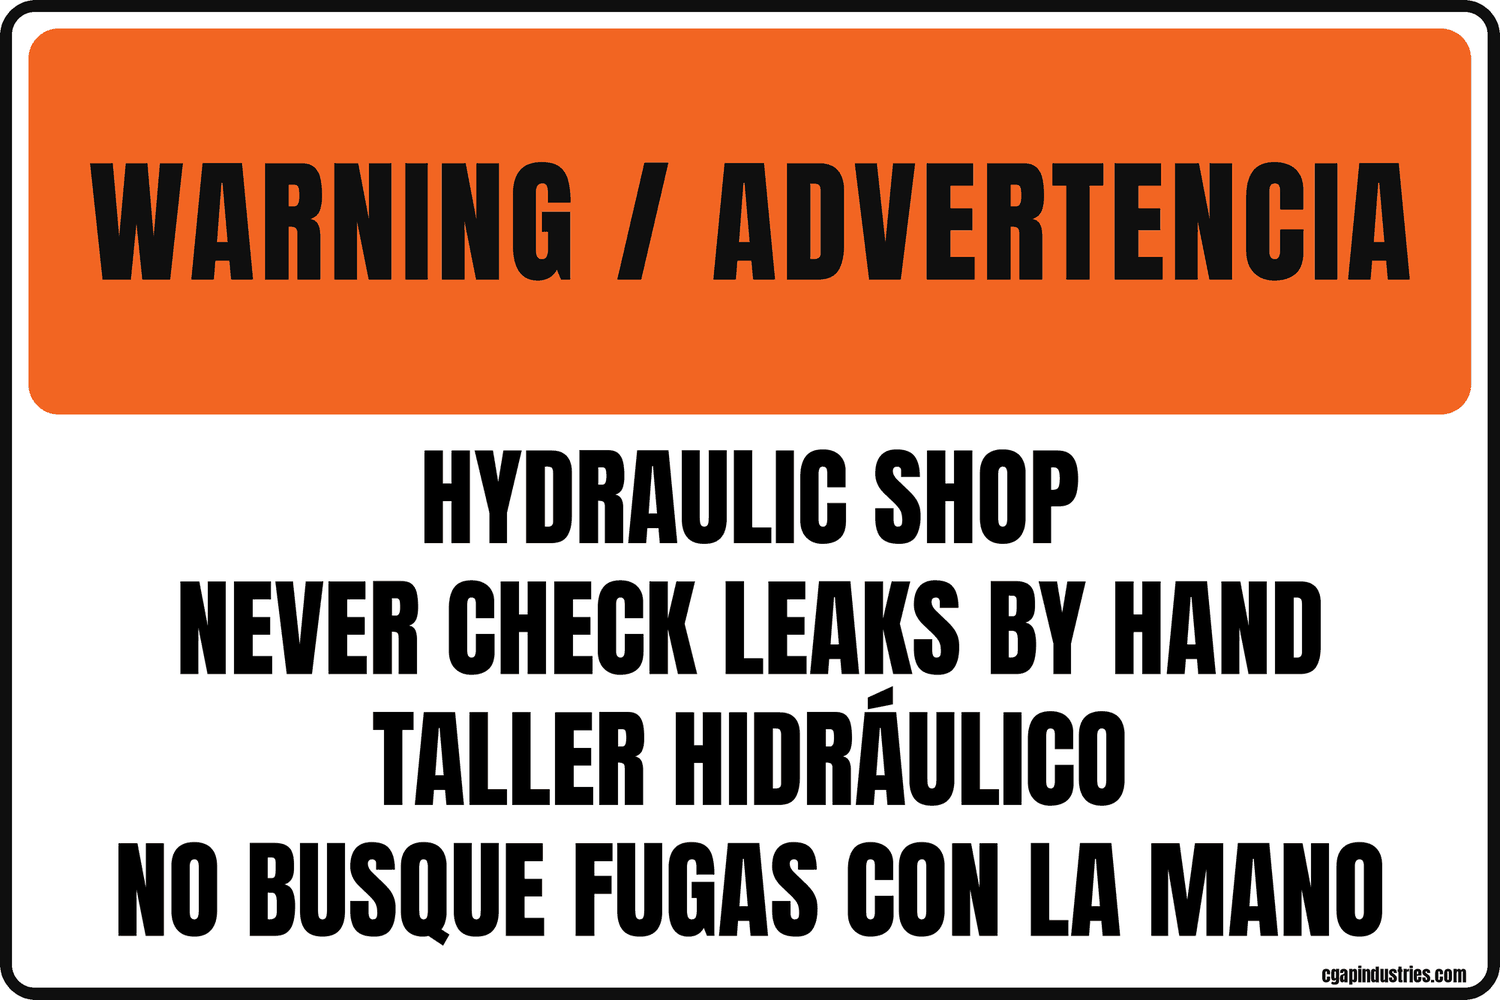 WARNING / ADVERTENCIA
HYDRAULIC SHOP
NEVER CHECK LEAKS BY HAND
TALLER HIDRÁULICO
NO BUSQUE FUGAS CON LA MANO
cgapindustries.com